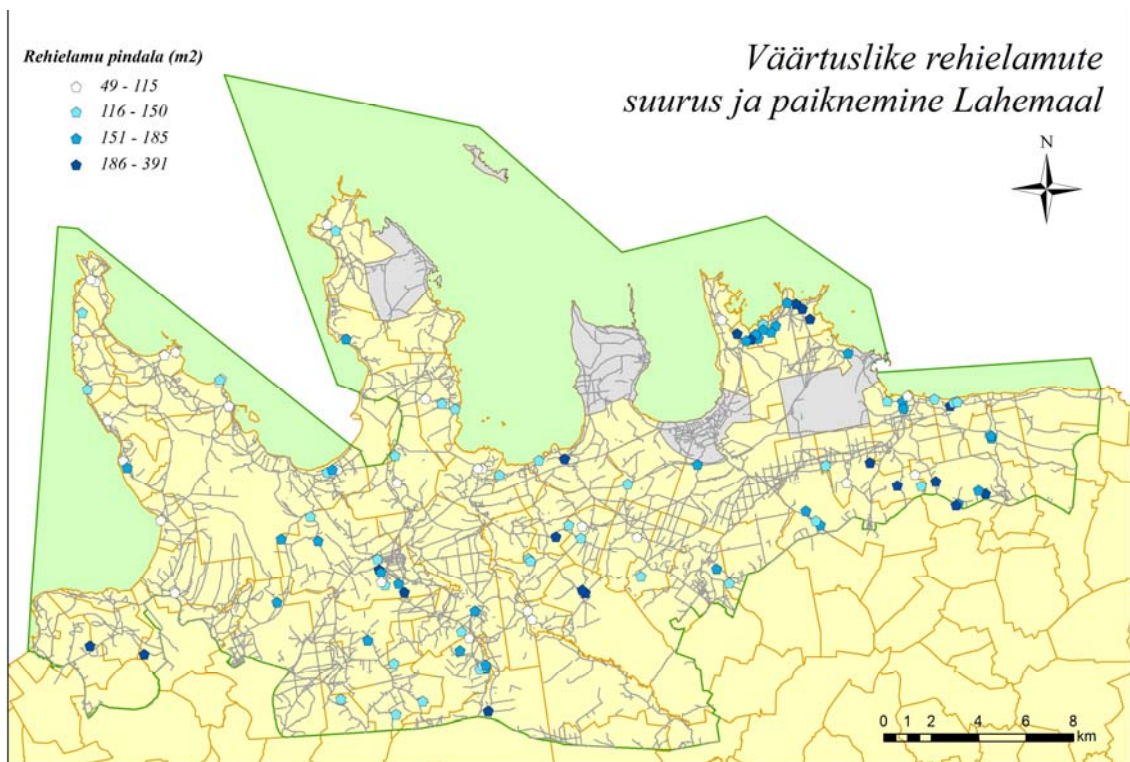 Rehielamu pindala (m2)
49 - 115
116 - 150
151 - 185
186 - 391
Väärtuslike rehielamute
suurus ja paiknemine Lahemaal
N
0 1 2 4 6 8
km